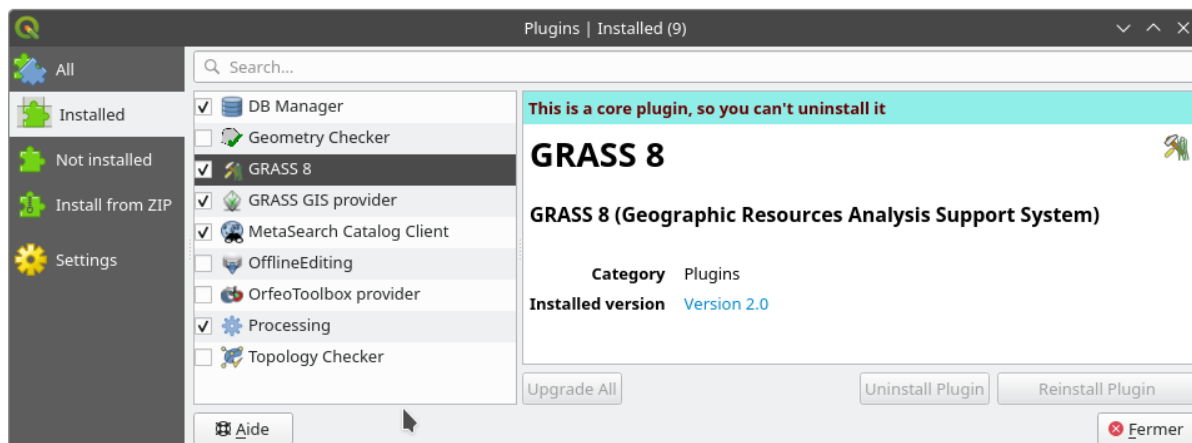 Plugins | Installed (9)
All
Installed
Not installed
Install from ZIP
Settings
Search...
DB Manager
Geometry Checker
GRASS 8
GRASS GIS provider
MetaSearch Catalog Client
OfflineEditing
OrfeoToolbox provider
Processing
Topology Checker
This is a core plugin, so you can't uninstall it
GRASS 8
GRASS 8 (Geographic Resources Analysis Support System)
Category Plugins
Installed version Version 2.0
Upgrade All Uninstall Plugin Reinstall Plugin
Aide Fermer